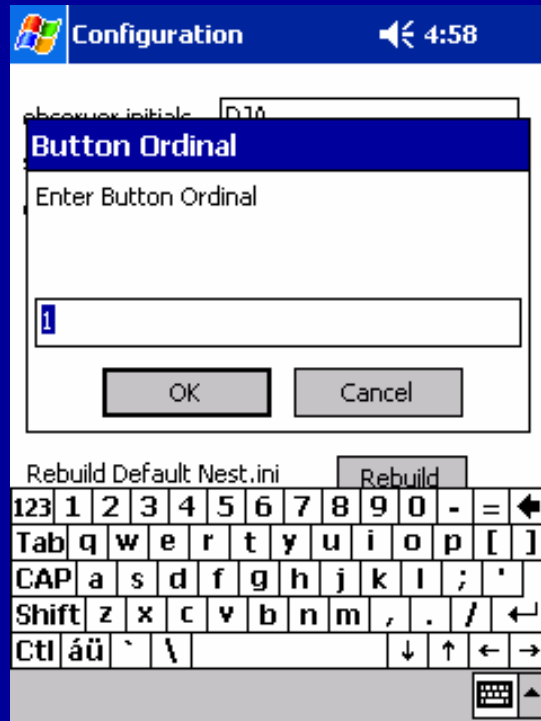 Configuration 4:58
observer initials DJA
Button Ordinal
Enter Button Ordinal
1
OK Cancel
Rebuild Default Nest.ini Rebuild
123 1 2 3 4 5 6 7 8 9 0 - =
Tab q w e r t y u i o p [ ]
CAP a s d f g h j k l ; '
Shift z x c v b n m , . /
Ctl áü ` \